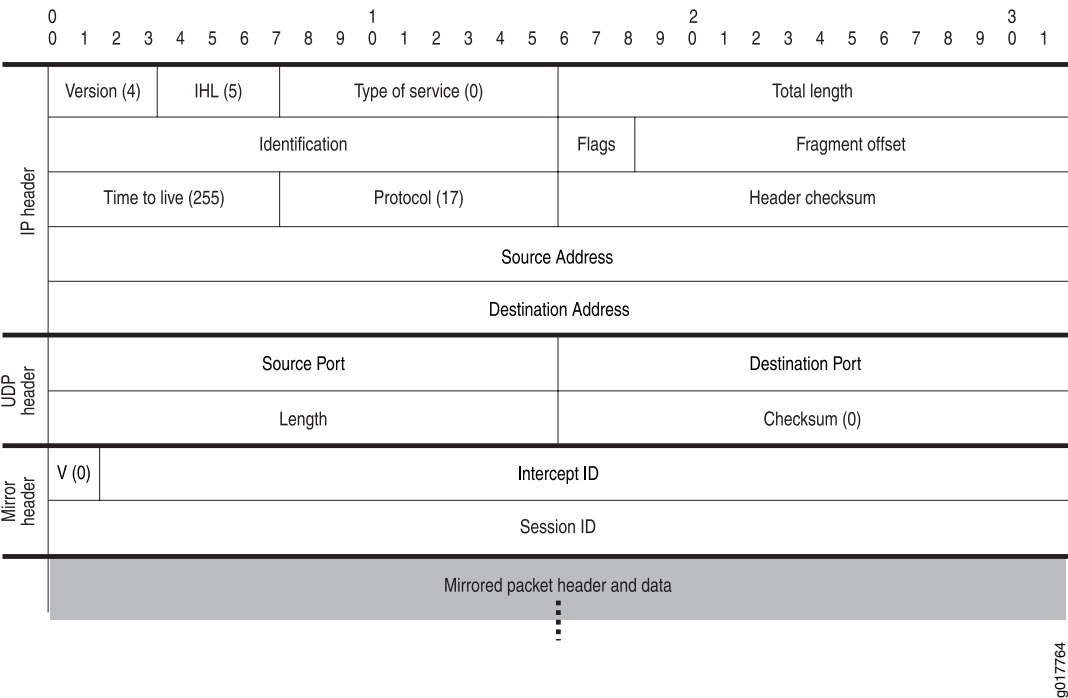 0 1 2 3
0 1 2 3 4 5 6 7 8 9 0 1 2 3 4 5 6 7 8 9 0 1 2 3 4 5 6 7 8 9 0 1
IP header
Version (4) IHL (5) Type of service (0) Total length
Identification Flags Fragment offset
Time to live (255) Protocol (17) Header checksum
Source Address
Destination Address
UDP
header
Source Port Destination Port
Length Checksum (0)
Mirror
header
V (0) Intercept ID
Session ID
Mirrored packet header and data
g017764